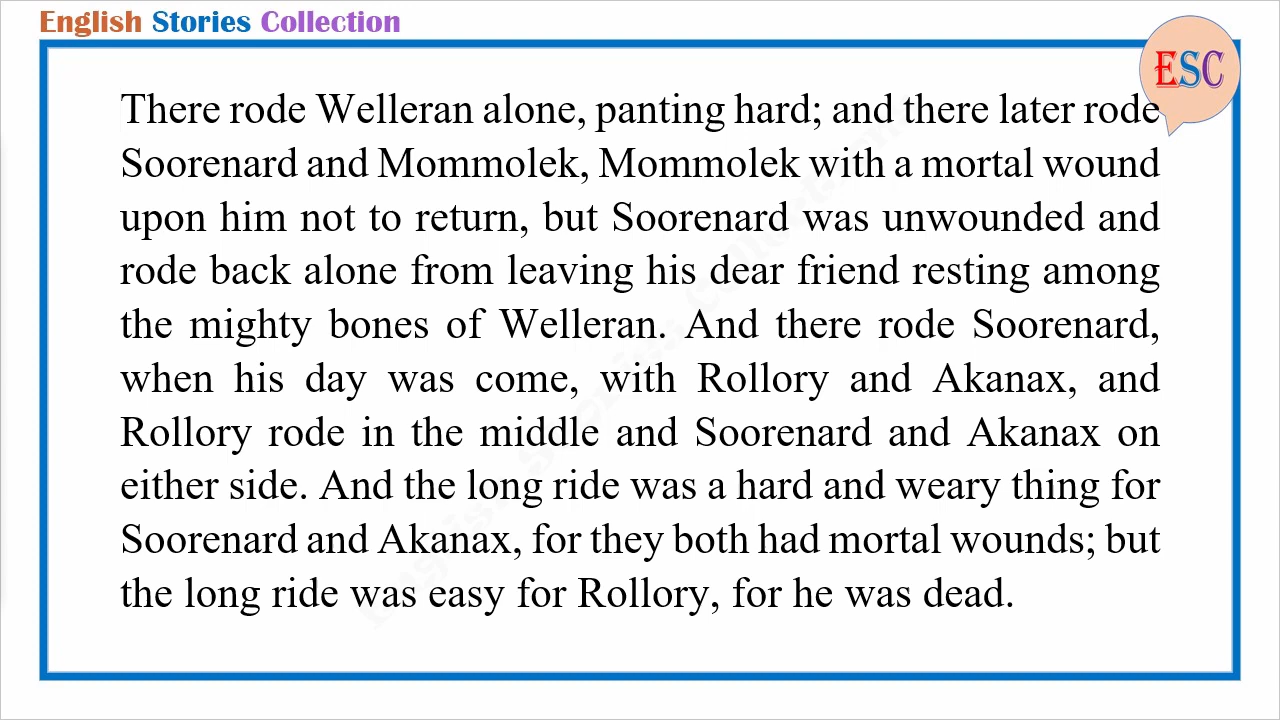 English Stories Collection
ESC
There rode Welleran alone, panting hard; and there later rode
Soorenard and Mommolek, Mommolek with a mortal wound
upon him not to return, but Soorenard was unwounded and
rode back alone from leaving his dear friend resting among
the mighty bones of Welleran. And there rode Soorenard,
when his day was come, with Rollory and Akanax, and
Rollory rode in the middle and Soorenard and Akanax on
either side. And the long ride was a hard and weary thing for
Soorenard and Akanax, for they both had mortal wounds; but
the long ride was easy for Rollory, for he was dead.